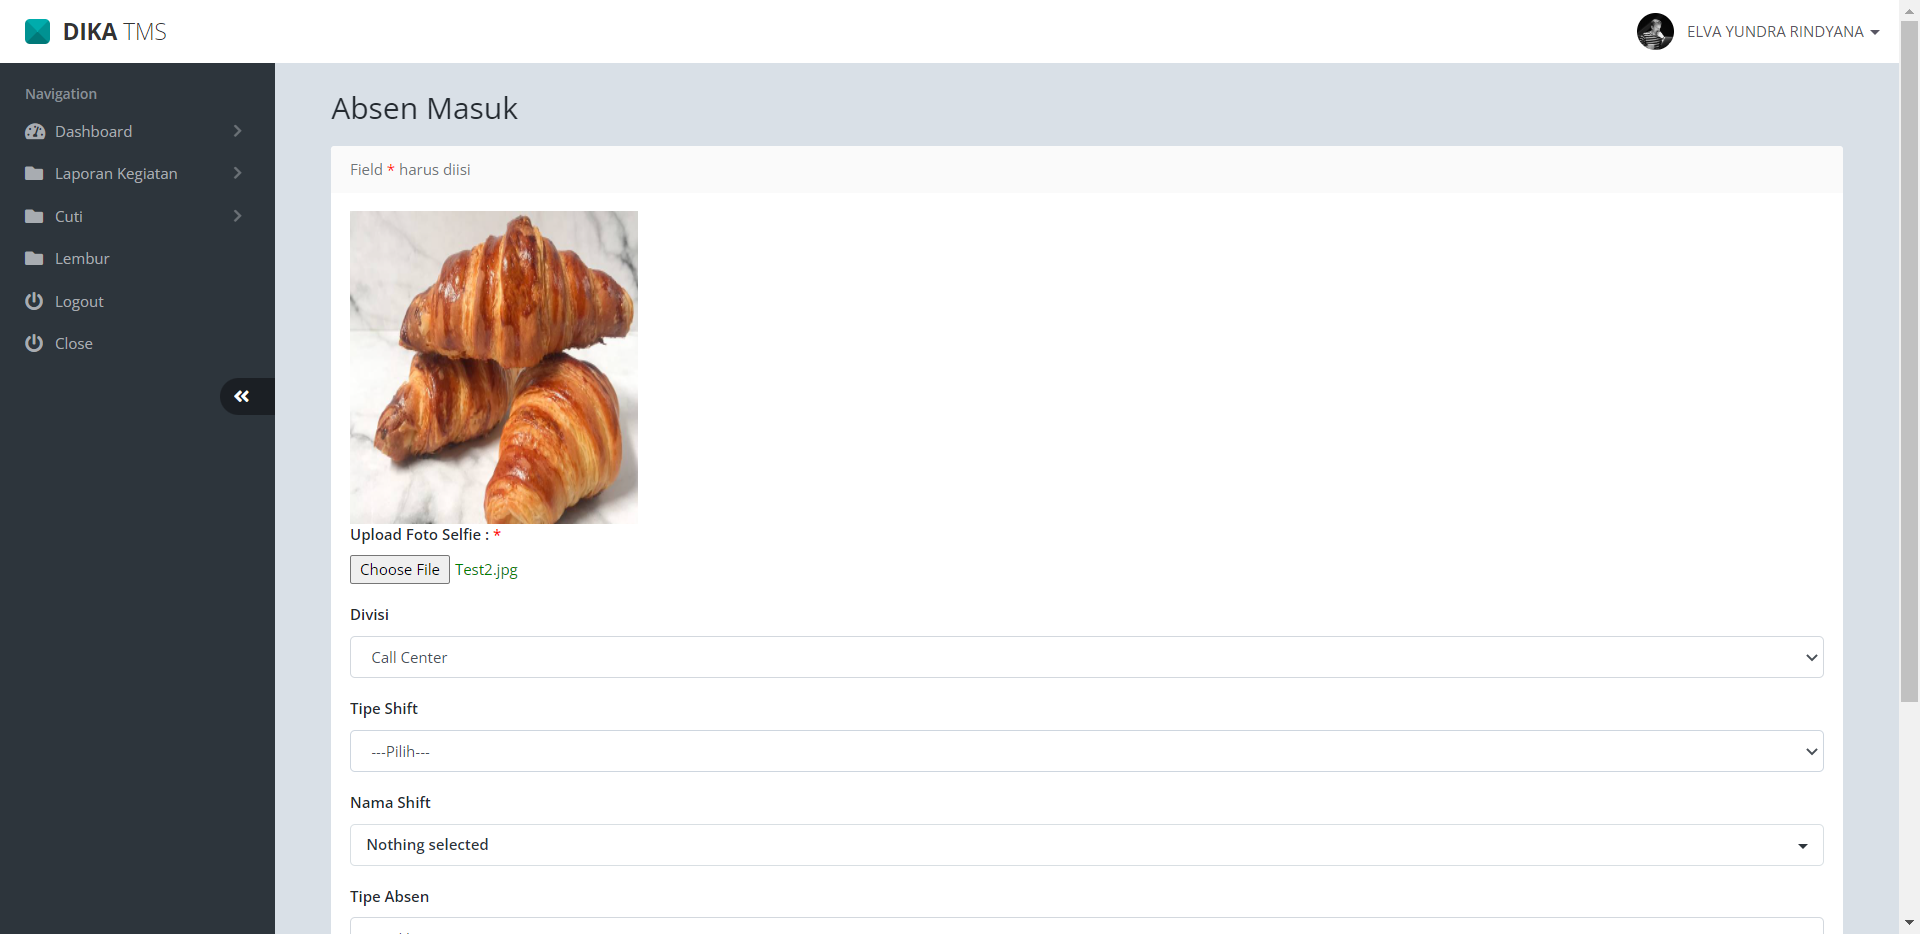 DIKA TMS
ELVA YUNDRA RINDYANA
Navigation
Dashboard
Laporan Kegiatan
Cuti
Lembur
Logout
Close
Absen Masuk
Field * harus diisi
Upload Foto Selfie : *
Choose File Test2.jpg
Divisi
Call Center
Tipe Shift
---Pilih---
Nama Shift
Nothing selected
Tipe Absen